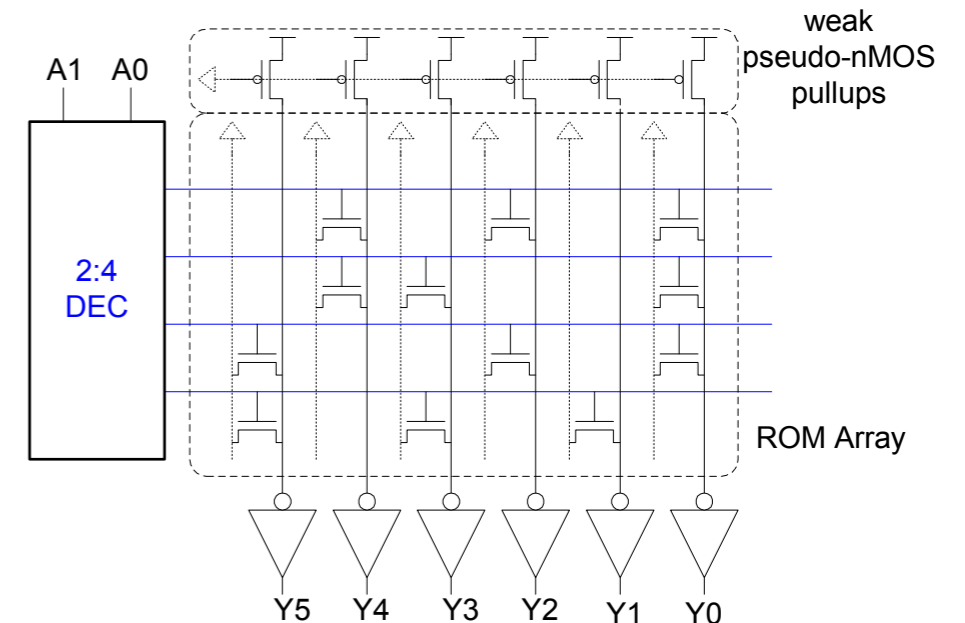 weak
pseudo-nMOS
pullups
A1 A0
2:4
DEC
ROM Array
Y5 Y4 Y3 Y2 Y1 Y0